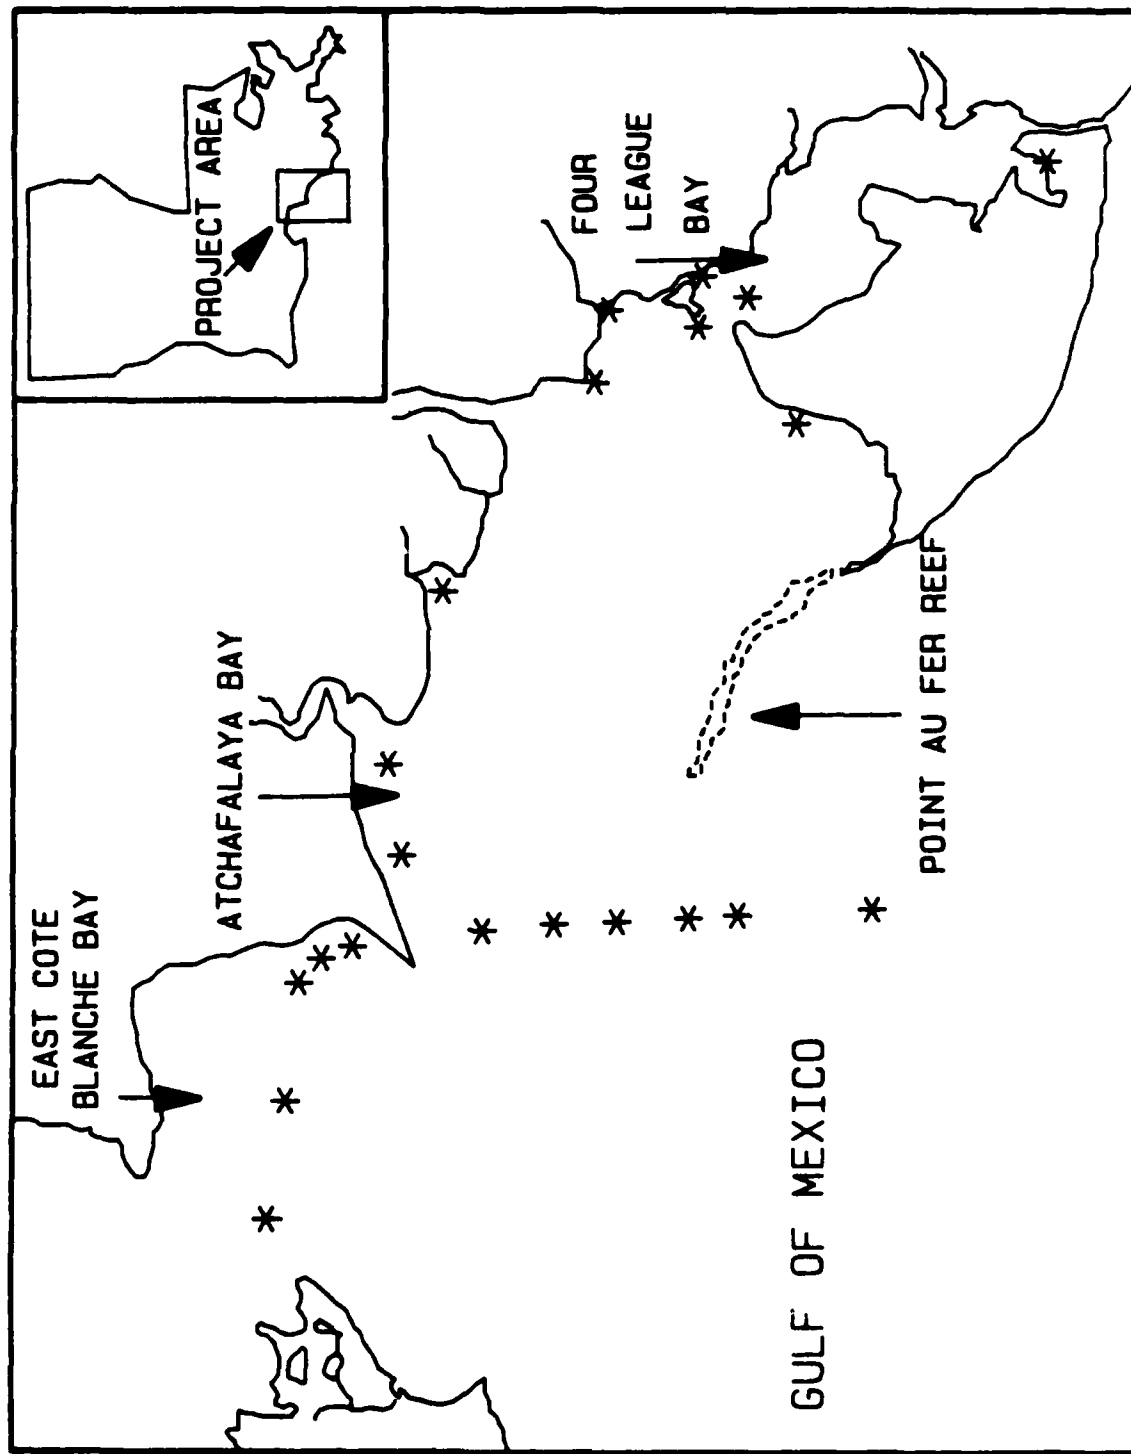 EAST COTE
BLANCHE BAY
ATCHAFALAYA BAY
PROJECT AREA
FOUR
LEAGUE
BAY
GULF OF MEXICO
POINT AU FER REEF